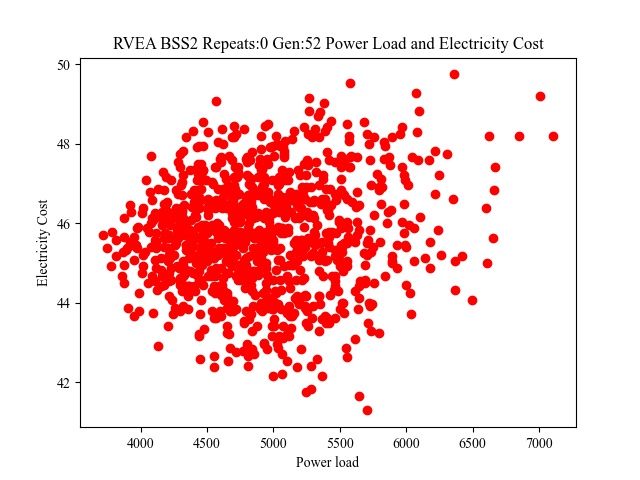 RVEA BSS2 Repeats:0 Gen:52 Power Load and Electricity Cost
50
48
46
44
42
Electricity Cost
4000 4500 5000 5500 6000 6500 7000
Power load